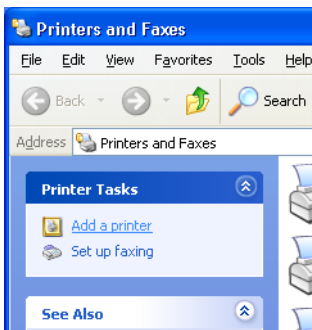 Printers and Faxes
File Edit View Favorites Tools Help
Back Search
Address Printers and Faxes
Printer Tasks
Add a printer
Set up faxing
See Also